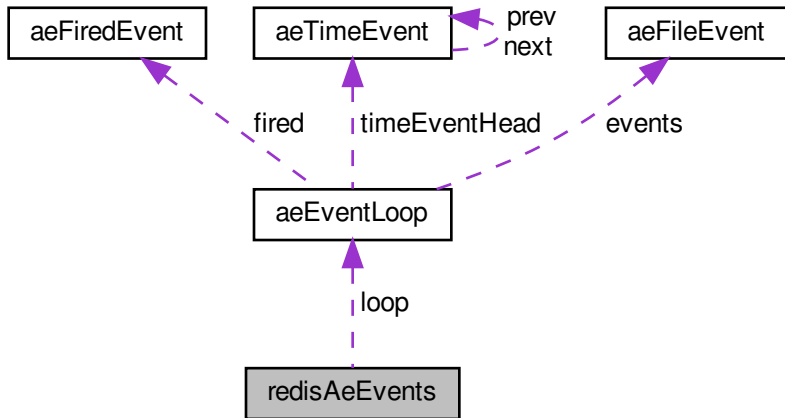 aeFiredEvent
aeTimeEvent
prev
next
aeFileEvent
fired
timeEventHead
events
aeEventLoop
loop
redisAeEvents